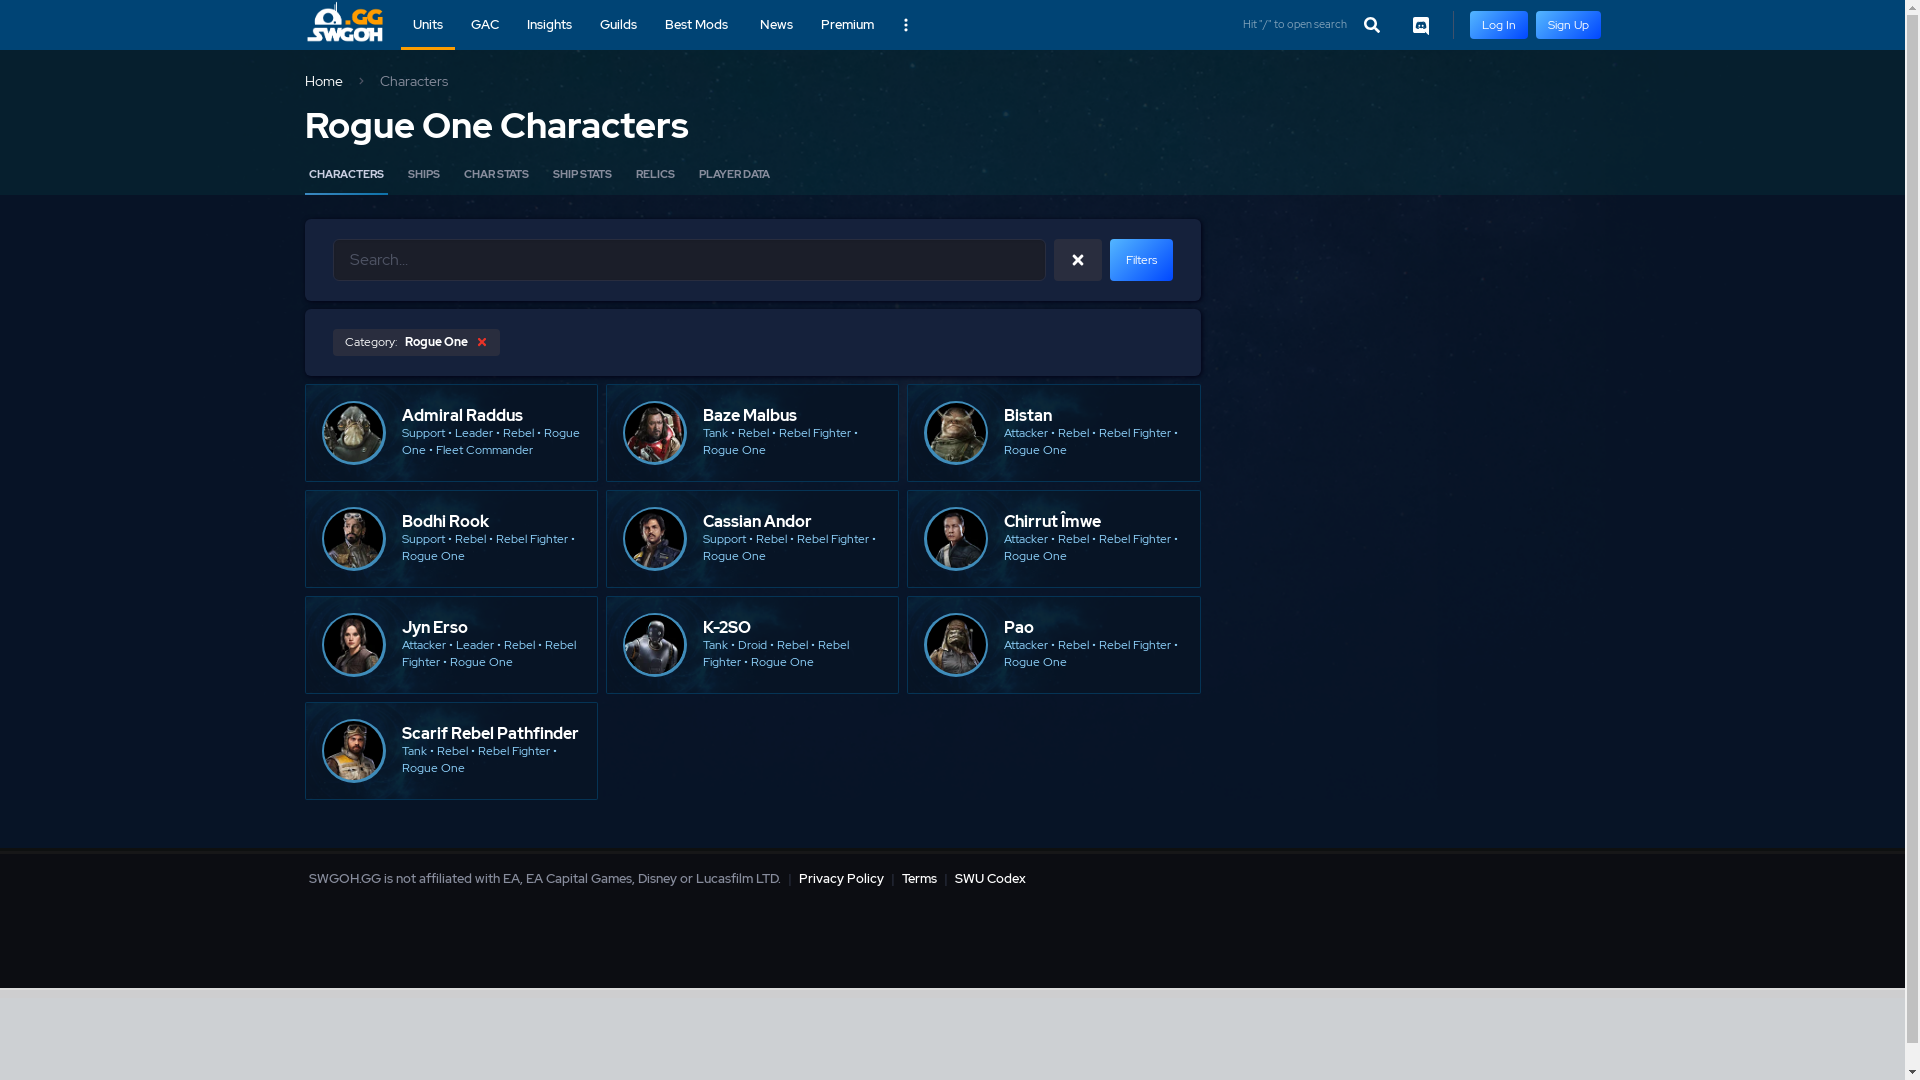 .GG
SWGOH
Units
GAC
Insights
Guilds
Best Mods
News
Premium
Hit "/" to open search
Log In
Sign Up
Home
Characters
Rogue One Characters
CHARACTERS
SHIPS
CHAR STATS
SHIP STATS
RELICS
PLAYER DATA
Search...
Filters
Category: Rogue One
Admiral Raddus
Support • Leader • Rebel • Rogue
One • Fleet Commander
Baze Malbus
Tank • Rebel • Rebel Fighter •
Rogue One
Bistan
Attacker • Rebel • Rebel Fighter •
Rogue One
Bodhi Rook
Support • Rebel • Rebel Fighter •
Rogue One
Cassian Andor
Support • Rebel • Rebel Fighter •
Rogue One
Chirrut Îmwe
Attacker • Rebel • Rebel Fighter •
Rogue One
Jyn Erso
Attacker • Leader • Rebel • Rebel
Fighter • Rogue One
K-2SO
Tank • Droid • Rebel • Rebel
Fighter • Rogue One
Pao
Attacker • Rebel • Rebel Fighter •
Rogue One
Scarif Rebel Pathfinder
Tank • Rebel • Rebel Fighter •
Rogue One
SWGOH.GG is not affiliated with EA, EA Capital Games, Disney or Lucasfilm LTD. | Privacy Policy | Terms | SWU Codex